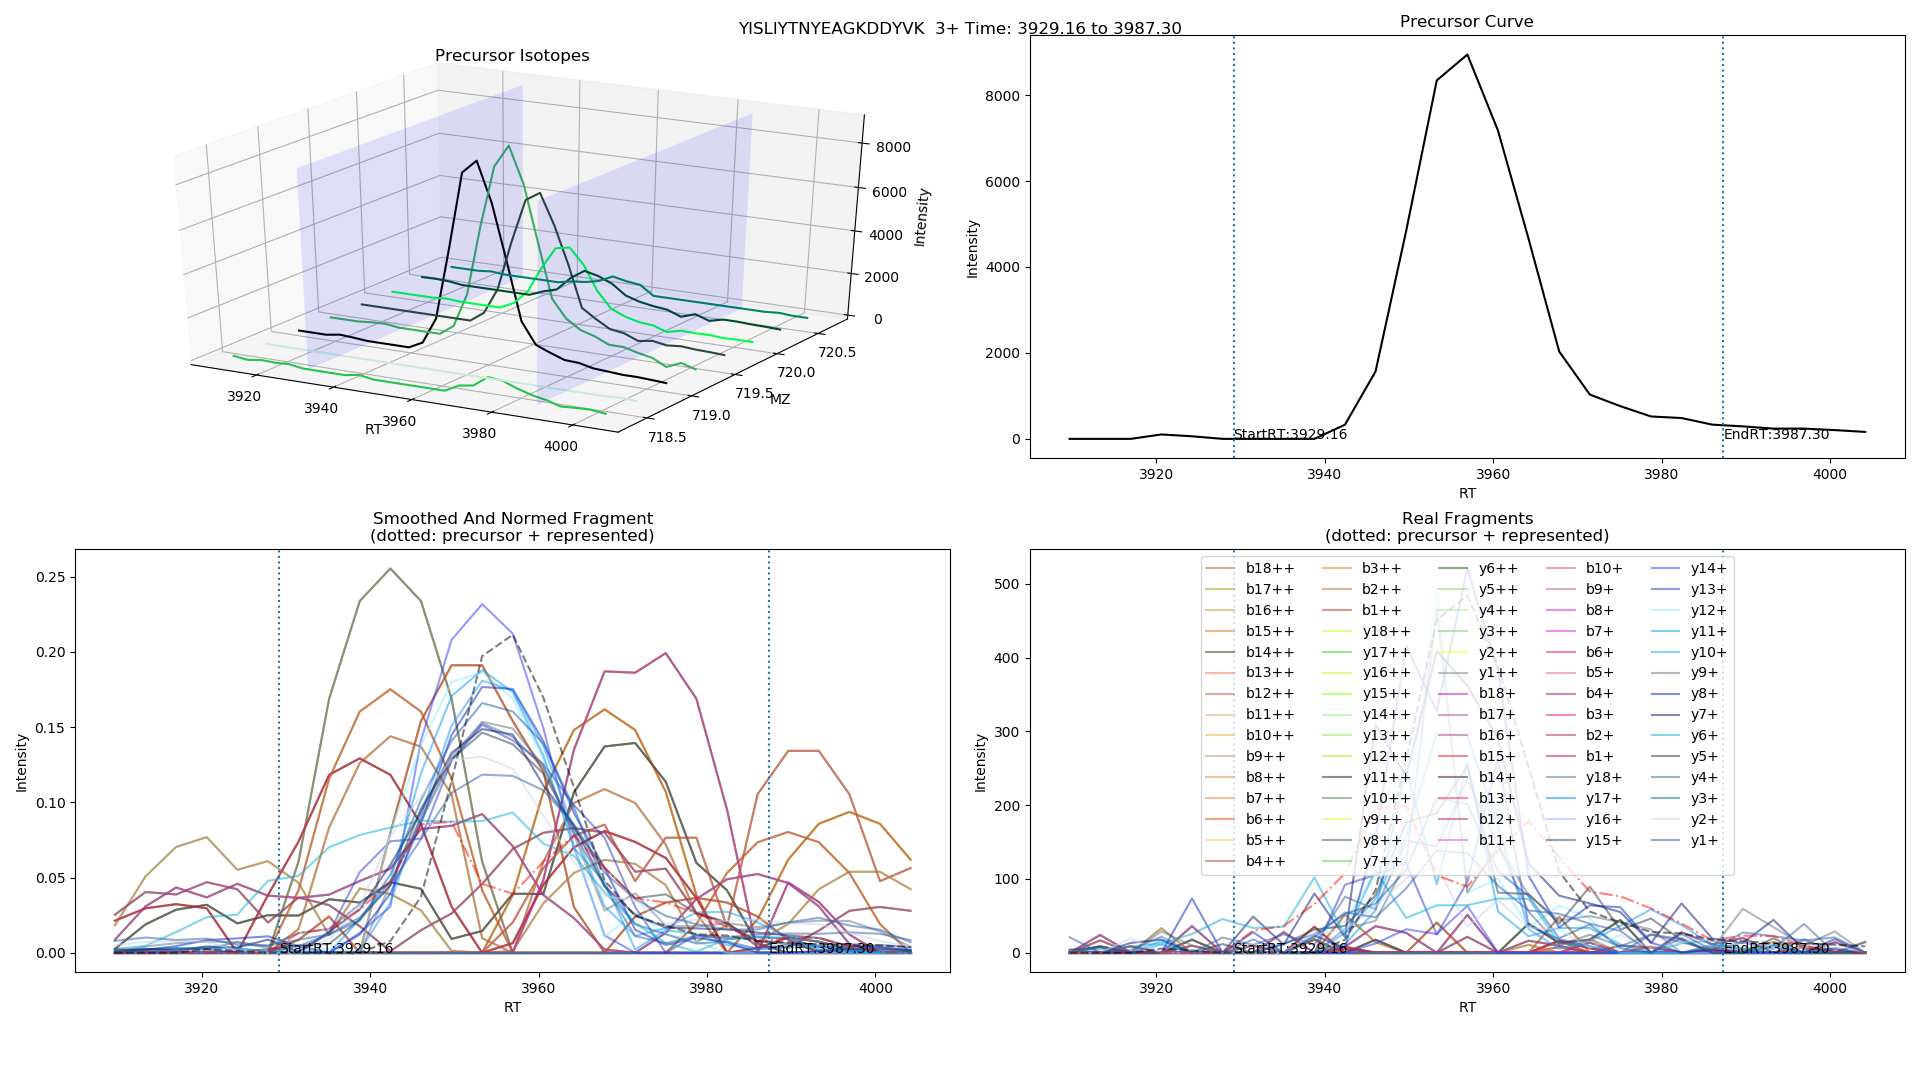 YISLIYTNYEAGKDDYVK  3+ Time: 3929.16 to 3987.30
Precursor Isotopes
8000
6000
4000
2000
0
Intensity
3920
3940
3960
3980
4000
RT
718.5
719.0
719.5
720.0
720.5
MZ
Precursor Curve
8000
6000
4000
2000
0
Intensity
StartRT:3929.16
EndRT:3987.30
3920
3940
3960
3980
4000
RT
Smoothed And Normed Fragment
(dotted: precursor + represented)
0.25
0.20
0.15
0.10
0.05
0.00
Intensity
StartRT:3929.16
EndRT:3987.30
3920
3940
3960
3980
4000
RT
Real Fragments
(dotted: precursor + represented)
500
400
300
200
100
0
Intensity
b18++
b17++
b16++
b15++
b14++
b13++
b12++
b11++
b10++
b9++
b8++
b7++
b6++
b5++
b4++
b3++
b2++
b1++
y18++
y17++
y16++
y15++
y14++
y13++
y12++
y11++
y10++
y9++
y8++
y7++
y6++
y5++
y4++
y3++
y2++
y1++
b18+
b17+
b16+
b15+
b14+
b13+
b12+
b11+
b10+
b9+
b8+
b7+
b6+
b5+
b4+
b3+
b2+
b1+
y18+
y17+
y16+
y15+
y14+
y13+
y12+
y11+
y10+
y9+
y8+
y7+
y6+
y5+
y4+
y3+
y2+
y1+
StartRT:3929.16
EndRT:3987.30
3920
3940
3960
3980
4000
RT